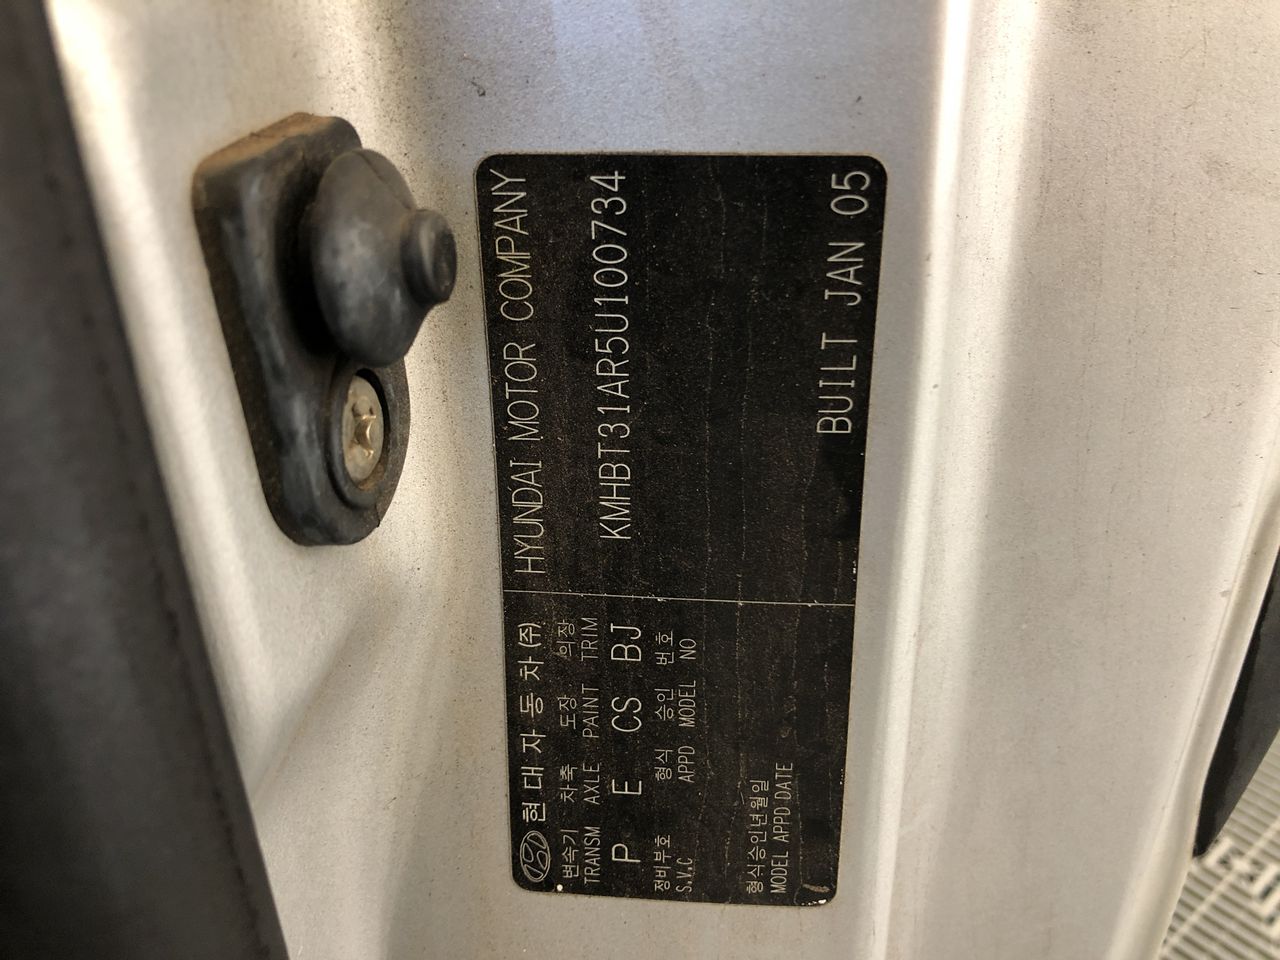 현대자동차(주) HYUNDAI MOTOR COMPANY
변속기 차축 도장 의장
TRANSM AXLE PAINT TRIM
P E CS BJ KMHBT31AR5U100734
정비부호 형식 승인 번호
S.V.C APPD MODEL NO
형식승인년월일
MODEL APPD DATE
BUILT JAN 05